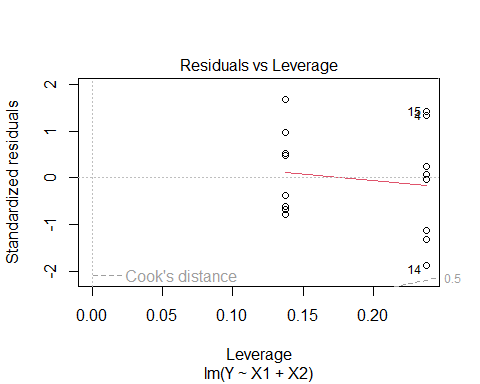 Residuals vs Leverage
Standardized residuals
2
1
0
-1
-2
15
4
14
Cook's distance
0.5
0.00
0.05
0.10
0.15
0.20
Leverage
lm(Y ~ X1 + X2)